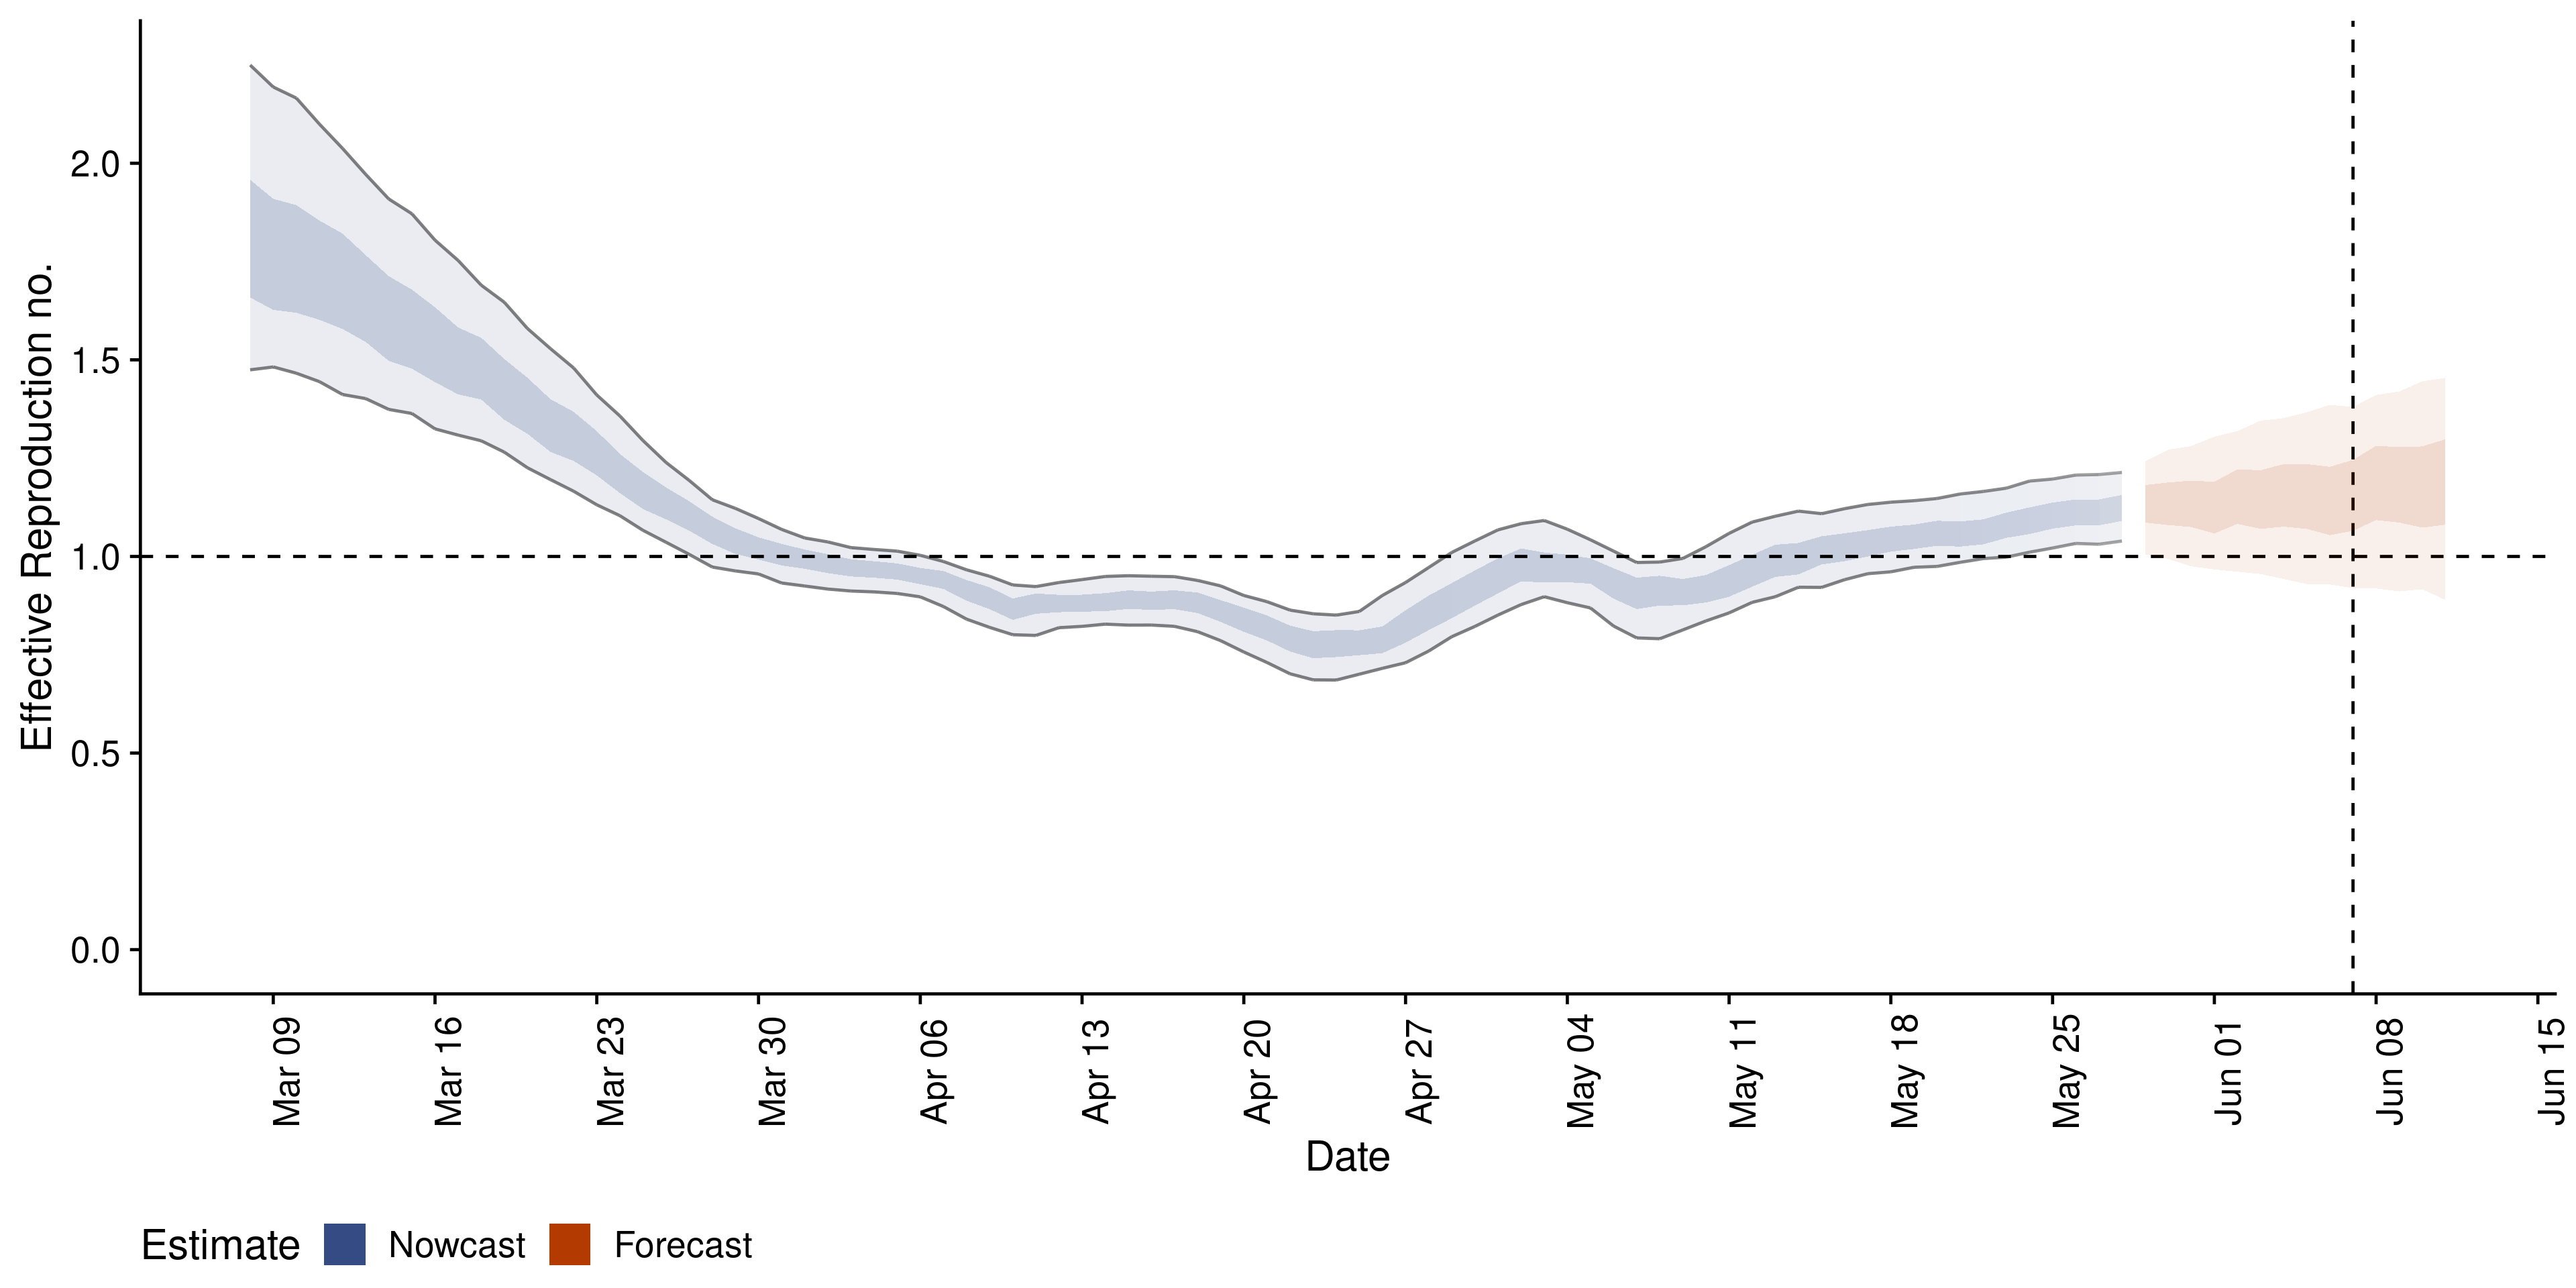 Effective Reproduction no.
2.0
1.5
1.0
0.5
0.0
Mar 09
Mar 16
Mar 23
Mar 30
Apr 06
Apr 13
Apr 20
Apr 27
May 04
May 11
May 18
May 25
Jun 01
Jun 08
Jun 15
Date
Estimate Nowcast Forecast